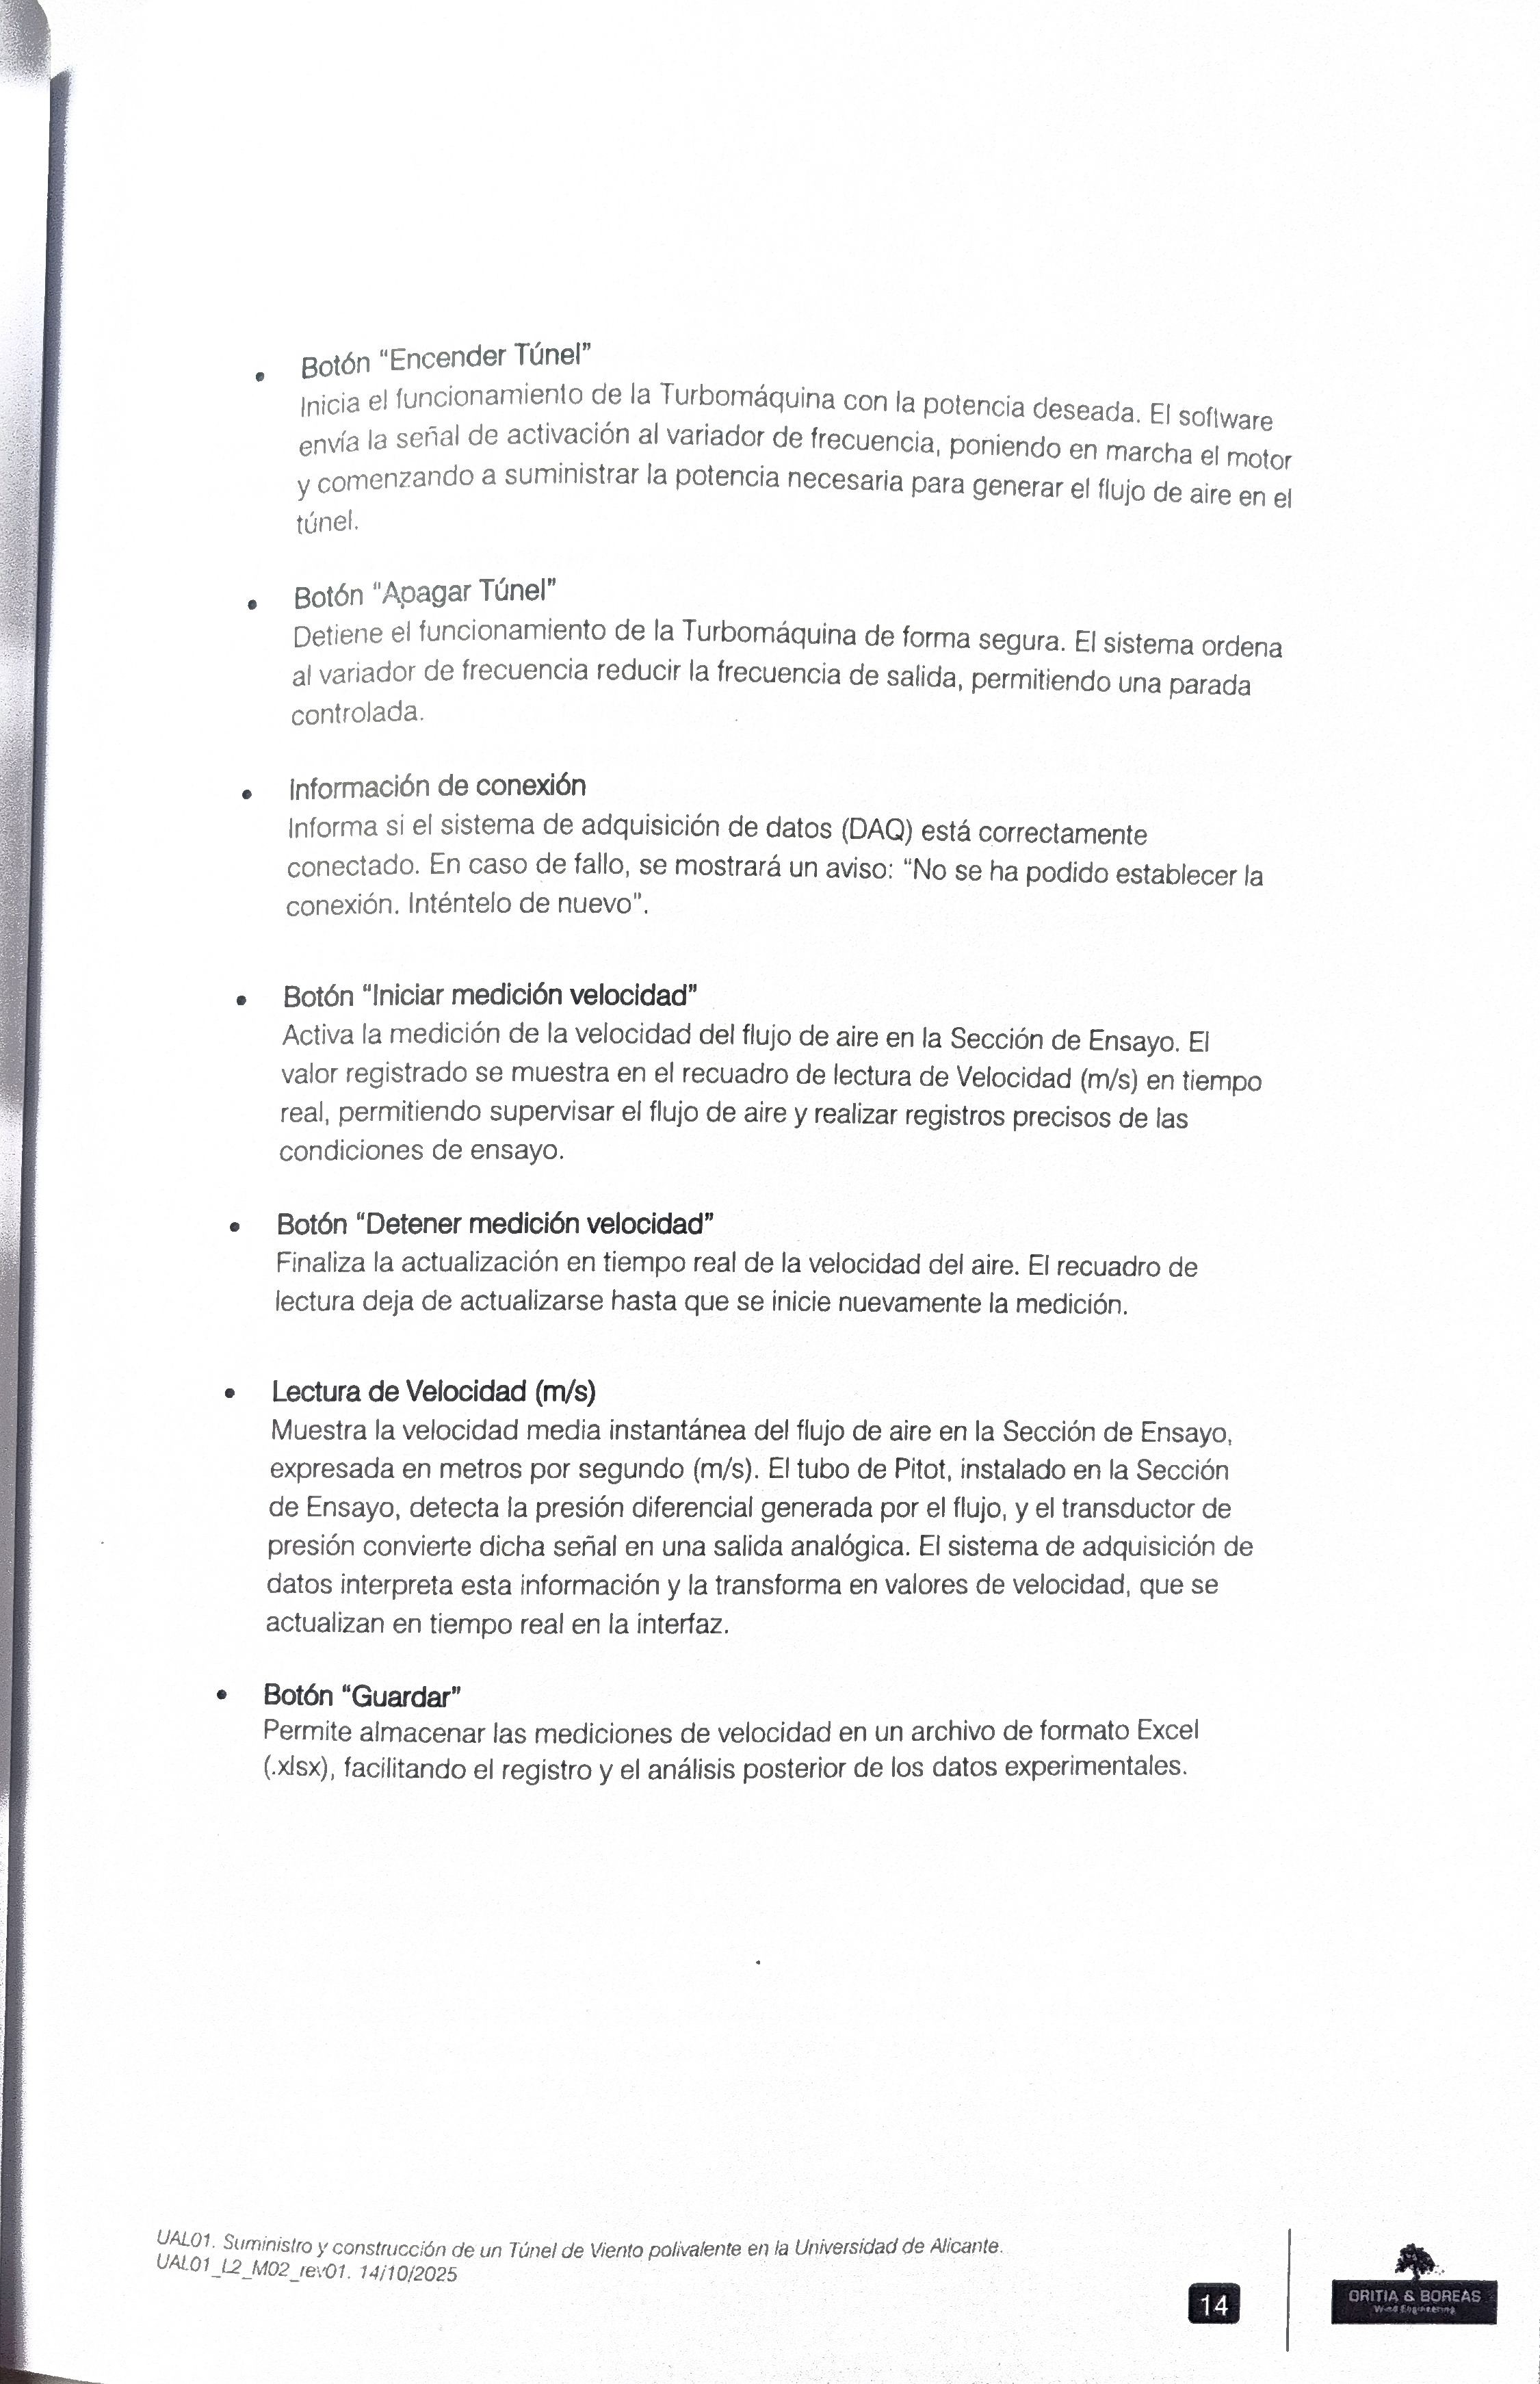 • Botón “Encender Túnel”
Inicia el funcionamiento de la Turbomáquina con la potencia deseada. El software
envía la señal de activación al variador de frecuencia, poniendo en marcha el motor
y comenzando a suministrar la potencia necesaria para generar el flujo de aire en el
túnel.
• Botón "Apagar Túnel"
Detiene el funcionamiento de la Turbomáquina de forma segura. El sistema ordena
al variador de frecuencia reducir la frecuencia de salida, permitiendo una parada
controlada.
• Información de conexión
Informa si el sistema de adquisición de datos (DAQ) está correctamente
conectado. En caso de fallo, se mostrará un aviso: “No se ha podido establecer la
conexión. Inténtelo de nuevo".
• Botón “Iniciar medición velocidad”
Activa la medición de la velocidad del flujo de aire en la Sección de Ensayo. El
valor registrado se muestra en el recuadro de lectura de Velocidad (m/s) en tiempo
real, permitiendo supervisar el flujo de aire y realizar registros precisos de las
condiciones de ensayo.
• Botón “Detener medición velocidad”
Finaliza la actualización en tiempo real de la velocidad del aire. El recuadro de
lectura deja de actualizarse hasta que se inicie nuevamente la medición.
• Lectura de Velocidad (m/s)
Muestra la velocidad media instantánea del flujo de aire en la Sección de Ensayo,
expresada en metros por segundo (m/s). El tubo de Pitot, instalado en la Sección
de Ensayo, detecta la presión diferencial generada por el flujo, y el transductor de
presión convierte dicha señal en una salida analógica. El sistema de adquisición de
datos interpreta esta información y la transforma en valores de velocidad, que se
actualizan en tiempo real en la interfaz.
• Botón “Guardar”
Permite almacenar las mediciones de velocidad en un archivo de formato Excel
(.xlsx), facilitando el registro y el análisis posterior de los datos experimentales.
UAL01. Suministro y construcción de un Túnel de Viento polivalente en la Universidad de Alicante.
UAL01_L2_M02_rev01. 14/10/2025
14
ORITIA & BOREAS
Wind Engineering